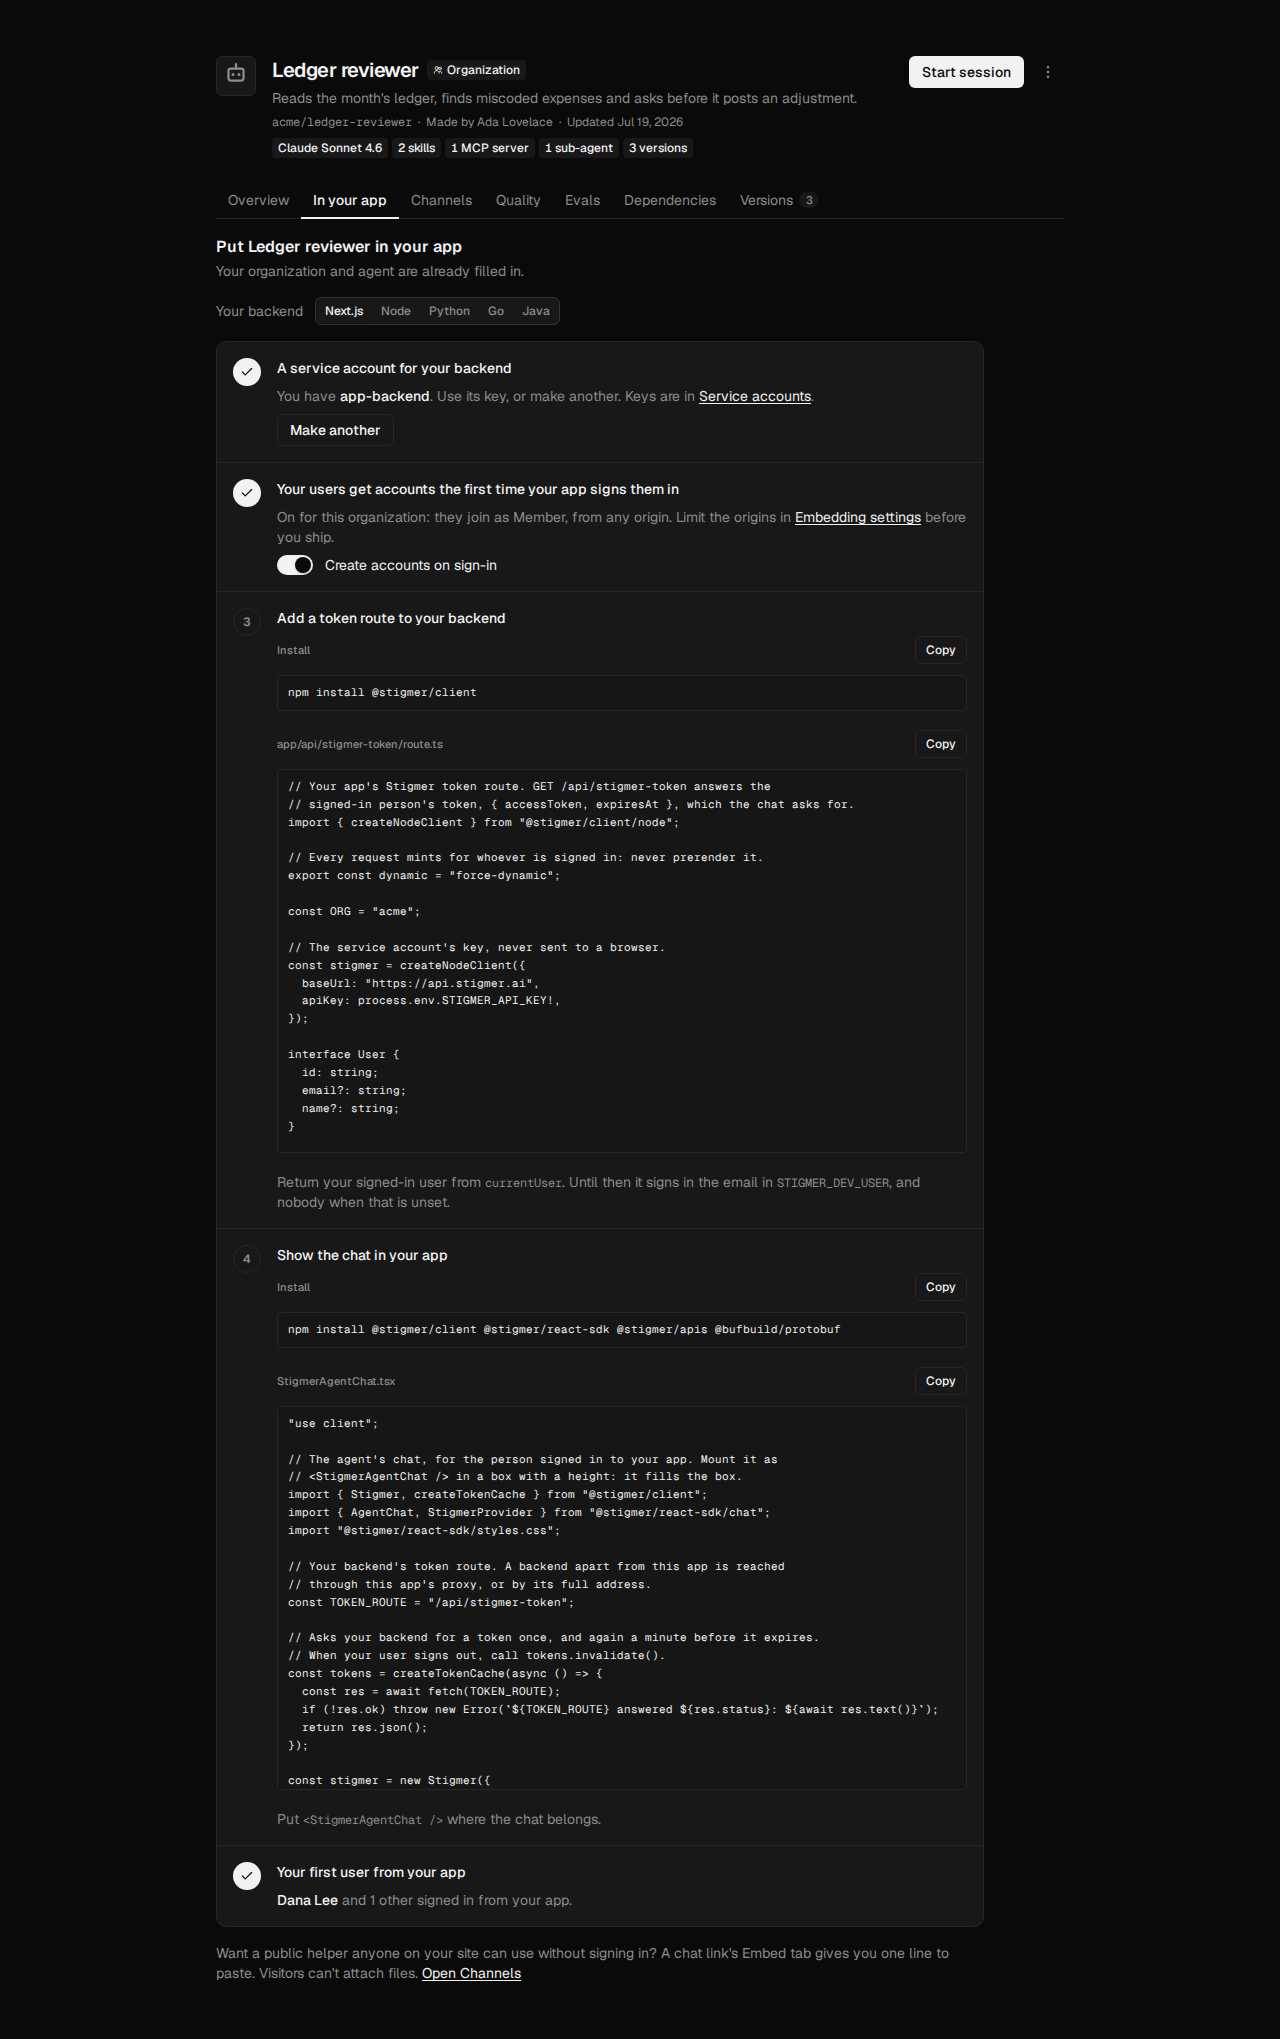 Ledger reviewer
Organization
Start session
Reads the month's ledger, finds miscoded expenses and asks before it posts an adjustment.
acme/ledger-reviewer · Made by Ada Lovelace · Updated Jul 19, 2026
Claude Sonnet 4.6 2 skills 1 MCP server 1 sub-agent 3 versions
Overview In your app Channels Quality Evals Dependencies Versions 3
Put Ledger reviewer in your app
Your organization and agent are already filled in.
Your backend Next.js Node Python Go Java
A service account for your backend
You have app-backend. Use its key, or make another. Keys are in Service accounts.
Make another
Your users get accounts the first time your app signs them in
On for this organization: they join as Member, from any origin. Limit the origins in Embedding settings before
you ship.
Create accounts on sign-in
3 Add a token route to your backend
Install Copy
npm install @stigmer/client
app/api/stigmer-token/route.ts Copy
// Your app's Stigmer token route. GET /api/stigmer-token answers the
// signed-in person's token, { accessToken, expiresAt }, which the chat asks for.
import { createNodeClient } from "@stigmer/client/node";
// Every request mints for whoever is signed in: never prerender it.
export const dynamic = "force-dynamic";
const ORG = "acme";
// The service account's key, never sent to a browser.
const stigmer = createNodeClient({
  baseUrl: "https://api.stigmer.ai",
  apiKey: process.env.STIGMER_API_KEY!,
});
interface User {
  id: string;
  email?: string;
  name?: string;
}
Return your signed-in user from currentUser. Until then it signs in the email in STIGMER_DEV_USER, and
nobody when that is unset.
4 Show the chat in your app
Install Copy
npm install @stigmer/client @stigmer/react-sdk @stigmer/apis @bufbuild/protobuf
StigmerAgentChat.tsx Copy
"use client";
// The agent's chat, for the person signed in to your app. Mount it as
// <StigmerAgentChat /> in a box with a height: it fills the box.
import { Stigmer, createTokenCache } from "@stigmer/client";
import { AgentChat, StigmerProvider } from "@stigmer/react-sdk/chat";
import "@stigmer/react-sdk/styles.css";
// Your backend's token route. A backend apart from this app is reached
// through this app's proxy, or by its full address.
const TOKEN_ROUTE = "/api/stigmer-token";
// Asks your backend for a token once, and again a minute before it expires.
// When your user signs out, call tokens.invalidate().
const tokens = createTokenCache(async () => {
  const res = await fetch(TOKEN_ROUTE);
  if (!res.ok) throw new Error(`${TOKEN_ROUTE} answered ${res.status}: ${await res.text()}`);
  return res.json();
});
const stigmer = new Stigmer({
Put <StigmerAgentChat /> where the chat belongs.
Your first user from your app
Dana Lee and 1 other signed in from your app.
Want a public helper anyone on your site can use without signing in? A chat link's Embed tab gives you one line to
paste. Visitors can't attach files. Open Channels